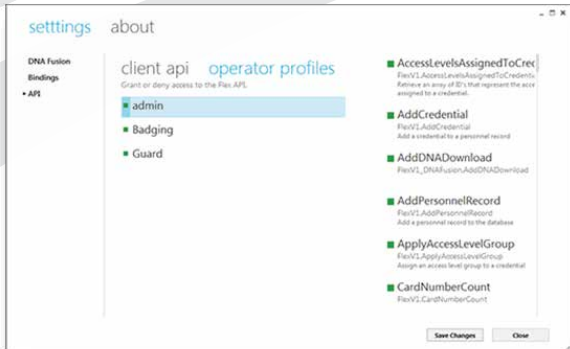 setttings about
DNA Fusion
Bindings
API
client api operator profiles
Grant or deny access to the Flex API.
admin
Badging
Guard
AccessLevelsAssignedToCrec
FlexV1.AccessLevelsAssignedToCredenti
Retrieve an array of ID's that represent the acce
assigned to a credential.
AddCredential
FlexV1.AddCredential
Add a credential to a personnel record
AddDNADownload
FlexV1_DNAFusion.AddDNADownload
AddPersonnelRecord
FlexV1.AddPersonnelRecord
Add a personnel record to the database
ApplyAccessLevelGroup
FlexV1.ApplyAccessLevelGroup
Assign an access level group to a credential
CardNumberCount
FlexV1.CardNumberCount
Save Changes Close